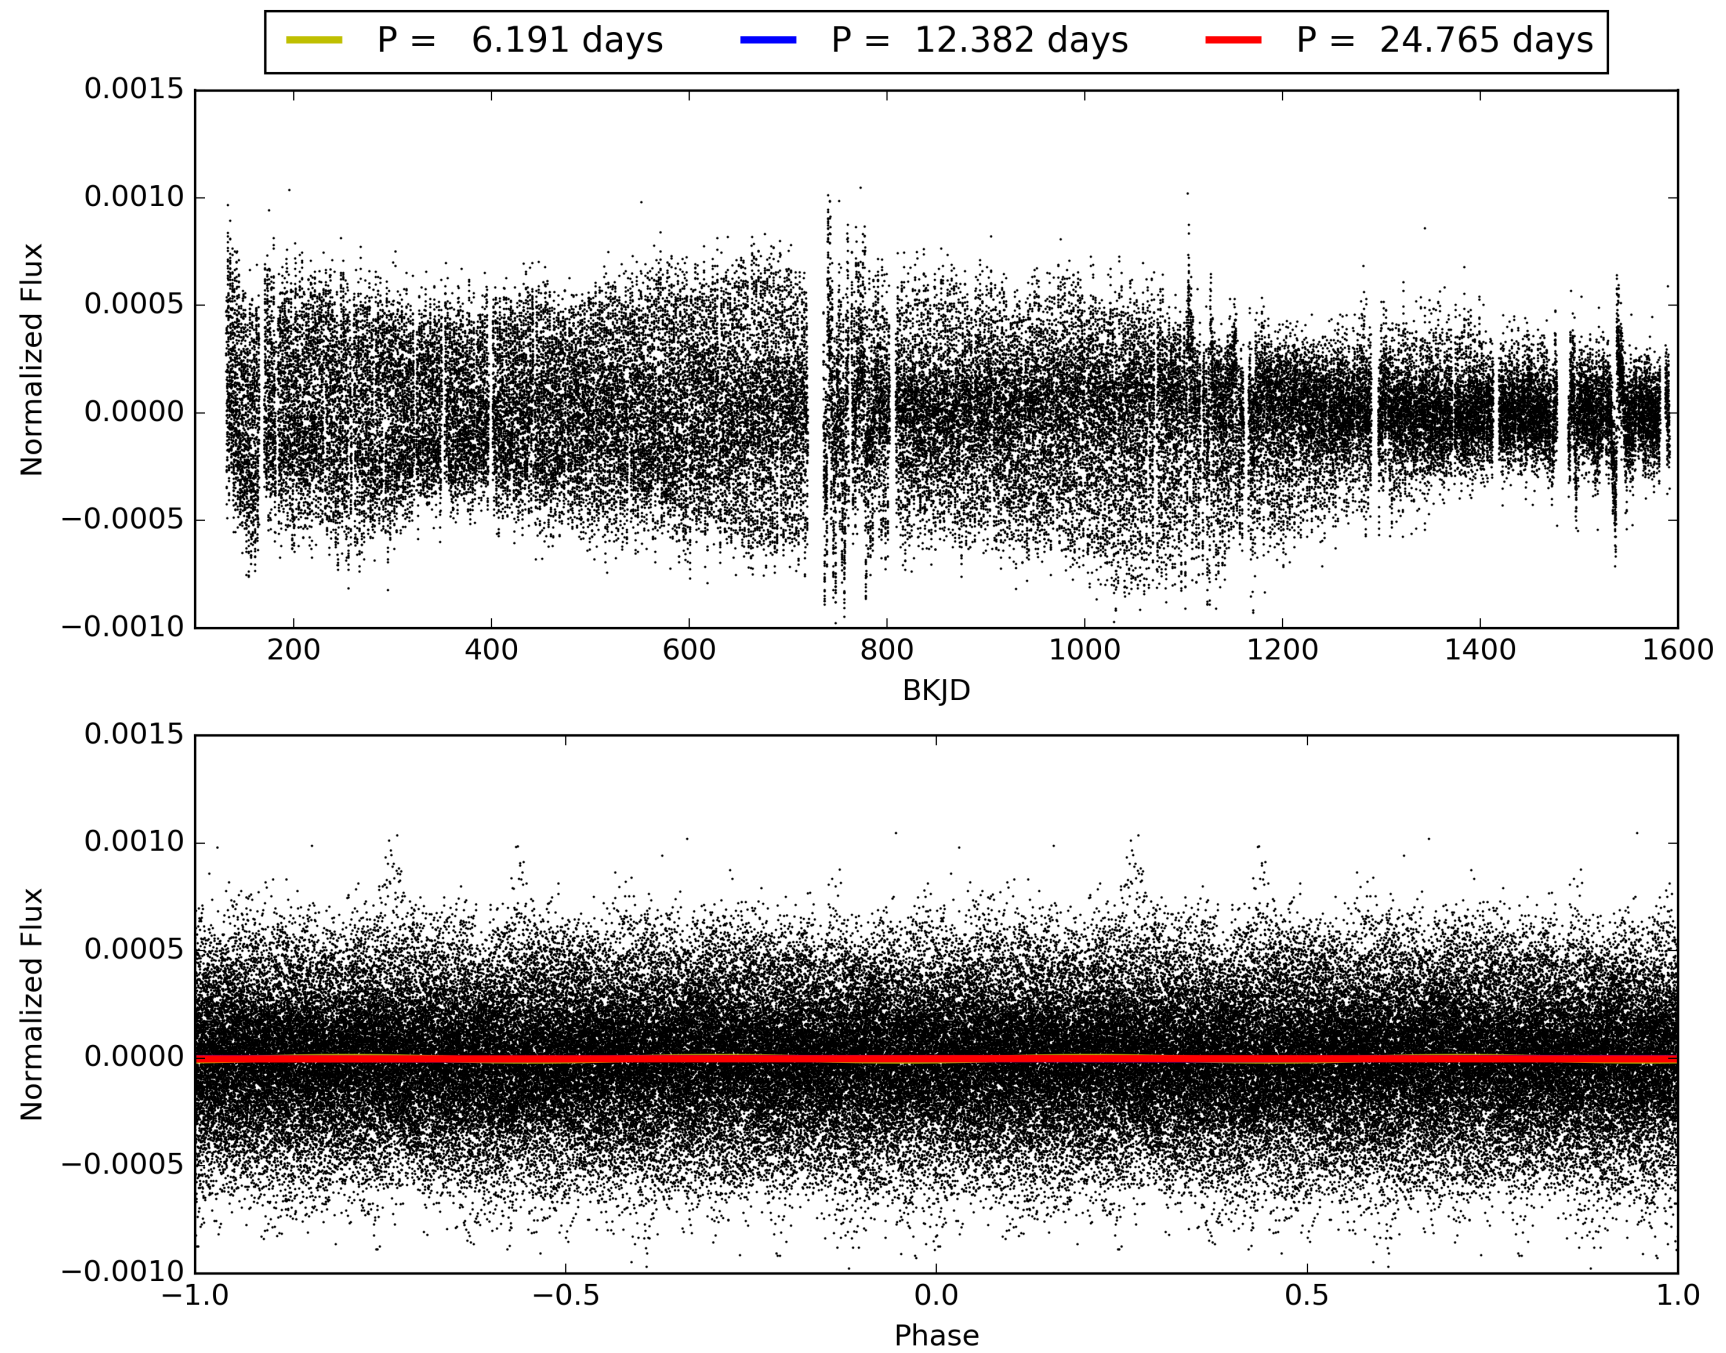 P = 6.191 days P = 12.382 days P = 24.765 days
0.0015
0.0010
0.0005
0.0000
−0.0005
−0.0010
Normalized Flux
200 400 600 800 1000 1200 1400 1600
BKJD
0.0015
0.0010
0.0005
0.0000
−0.0005
−0.0010
Normalized Flux
−1.0 −0.5 0.0 0.5 1.0
Phase